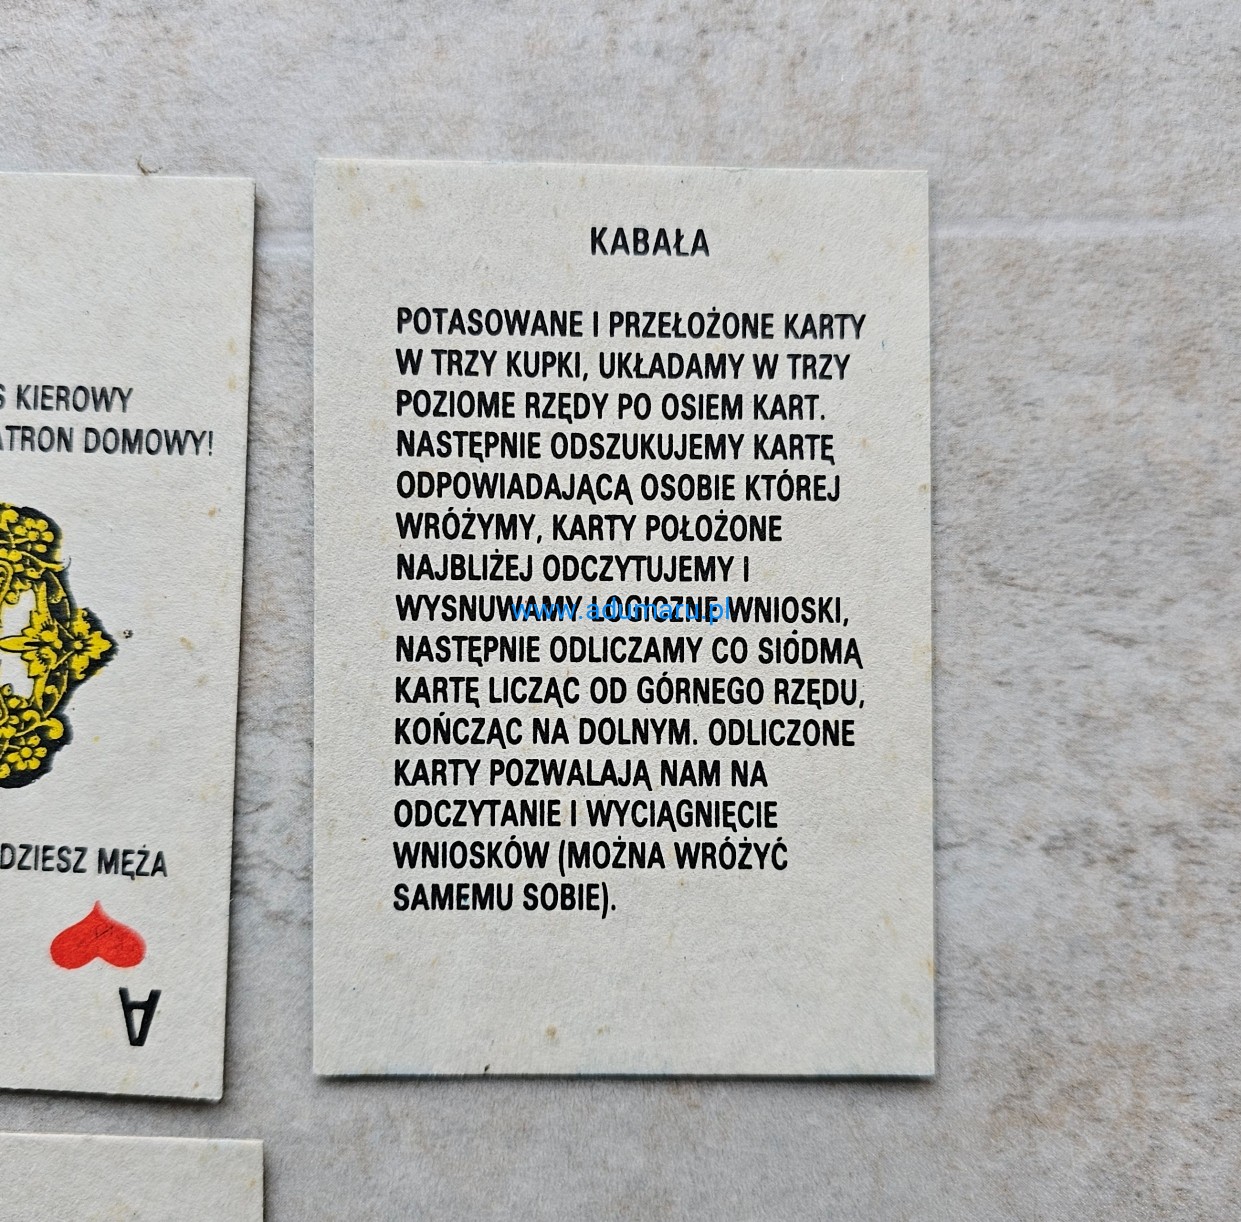 KIEROWY
DOMOWY!
MĘŻA
A
KABAŁA
POTASOWANE I PRZEŁOŻONE KARTY
W TRZY KUPKI, UKŁADAMY W TRZY
POZIOME RZĘDY PO OSIEM KART.
NASTĘPNIE ODSZUKUJEMY KARTĘ
ODPOWIADAJĄCĄ OSOBIE KTÓREJ
WRÓŻYMY, KARTY POŁOŻONE
NAJBLIŻEJ ODCZYTUJEMY I
WYSNUWAMY LOGICZNE WNIOSKI,
NASTĘPNIE ODLICZAMY CO SIÓDMĄ
KARTĘ LICZĄC OD GÓRNEGO RZĘDU,
KOŃCZĄC NA DOLNYM. ODLICZONE
KARTY POZWALAJĄ NAM NA
ODCZYTANIE I WYCIĄGNIĘCIE
WNIOSKÓW (MOŻNA WRÓŻYĆ
SAMEMU SOBIE).
www.adumaru.pl